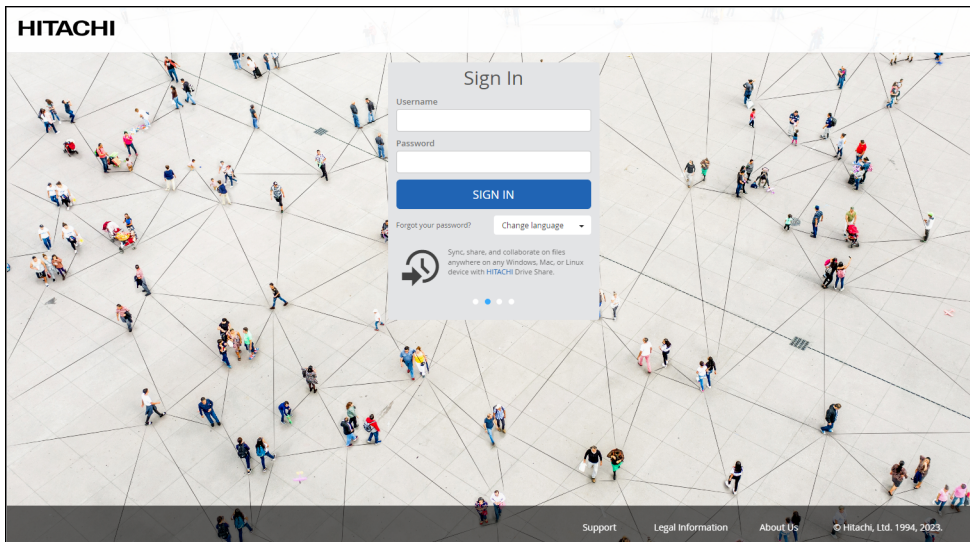 HITACHI
Sign In
Username
Password
SIGN IN
Forgot your password?
Change language
Sync, share, and collaborate on files
anywhere on any Windows, Mac, or Linux
device with HITACHI Drive Share.
Support Legal Information About Us © Hitachi, Ltd. 1994, 2023.